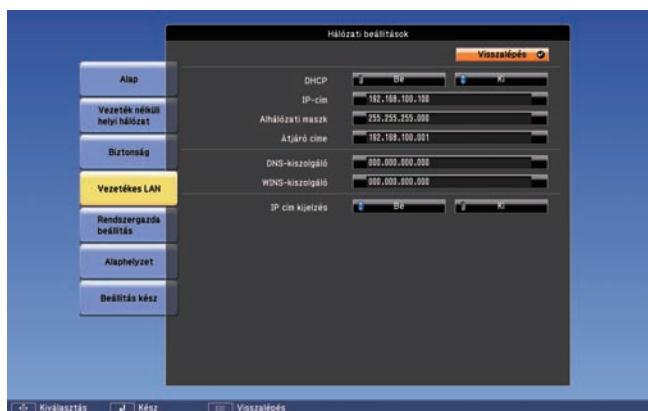 Hálózati beállítások
Visszalépés
Alap
Vezeték nélküli
helyi hálózat
Biztonság
Vezetékes LAN
Rendszergazda
beállítás
Alaphelyzet
Beállítás kész
DHCP Be Ki
IP-cím 192.168.100.100
Alhálózati maszk 255.255.255.000
Átjáró címe 192.168.100.001
DNS-kiszolgáló 000.000.000.000
WINS-kiszolgáló 000.000.000.000
IP cím kijelzés Be Ki
Kiválasztás Kész Visszalépés